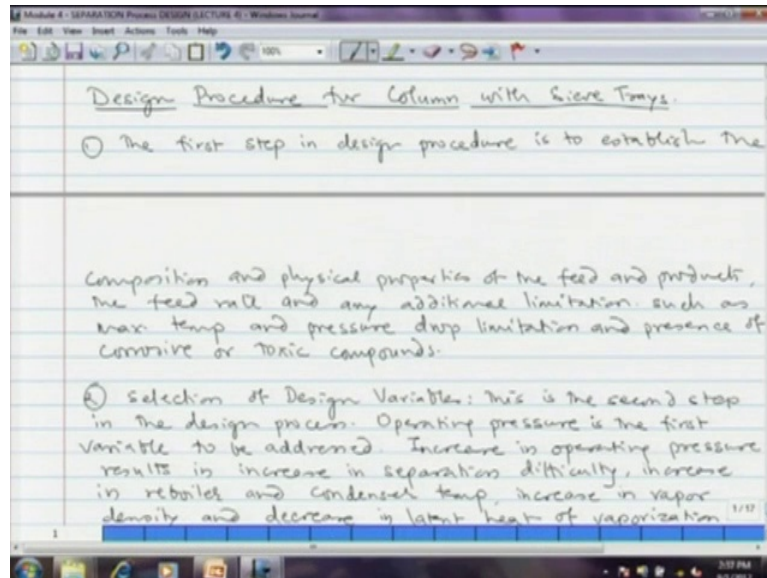 Module 4 - SEPARATION Process DESIGN (LECTURE 4) - Windows Journal
File Edit View Insert Actions Tools Help
100%
Design Procedure for Column with Sieve Trays.
① The first step in design procedure is to establish the
composition and physical properties of the feed and products,
the feed rate and any additional limitation. such as
max. temp and pressure drop limitation and presence of
corrosive or toxic compounds.
② Selection of Design Variables: This is the second step
in the design process. Operating pressure is the first
variable to be addressed. Increase in operating pressure
results in increase in separation difficulty, increase
in reboiler and condenser temp, increase in vapor
density and decrease in latent heat of vaporization
1/17
1
2:57 PM